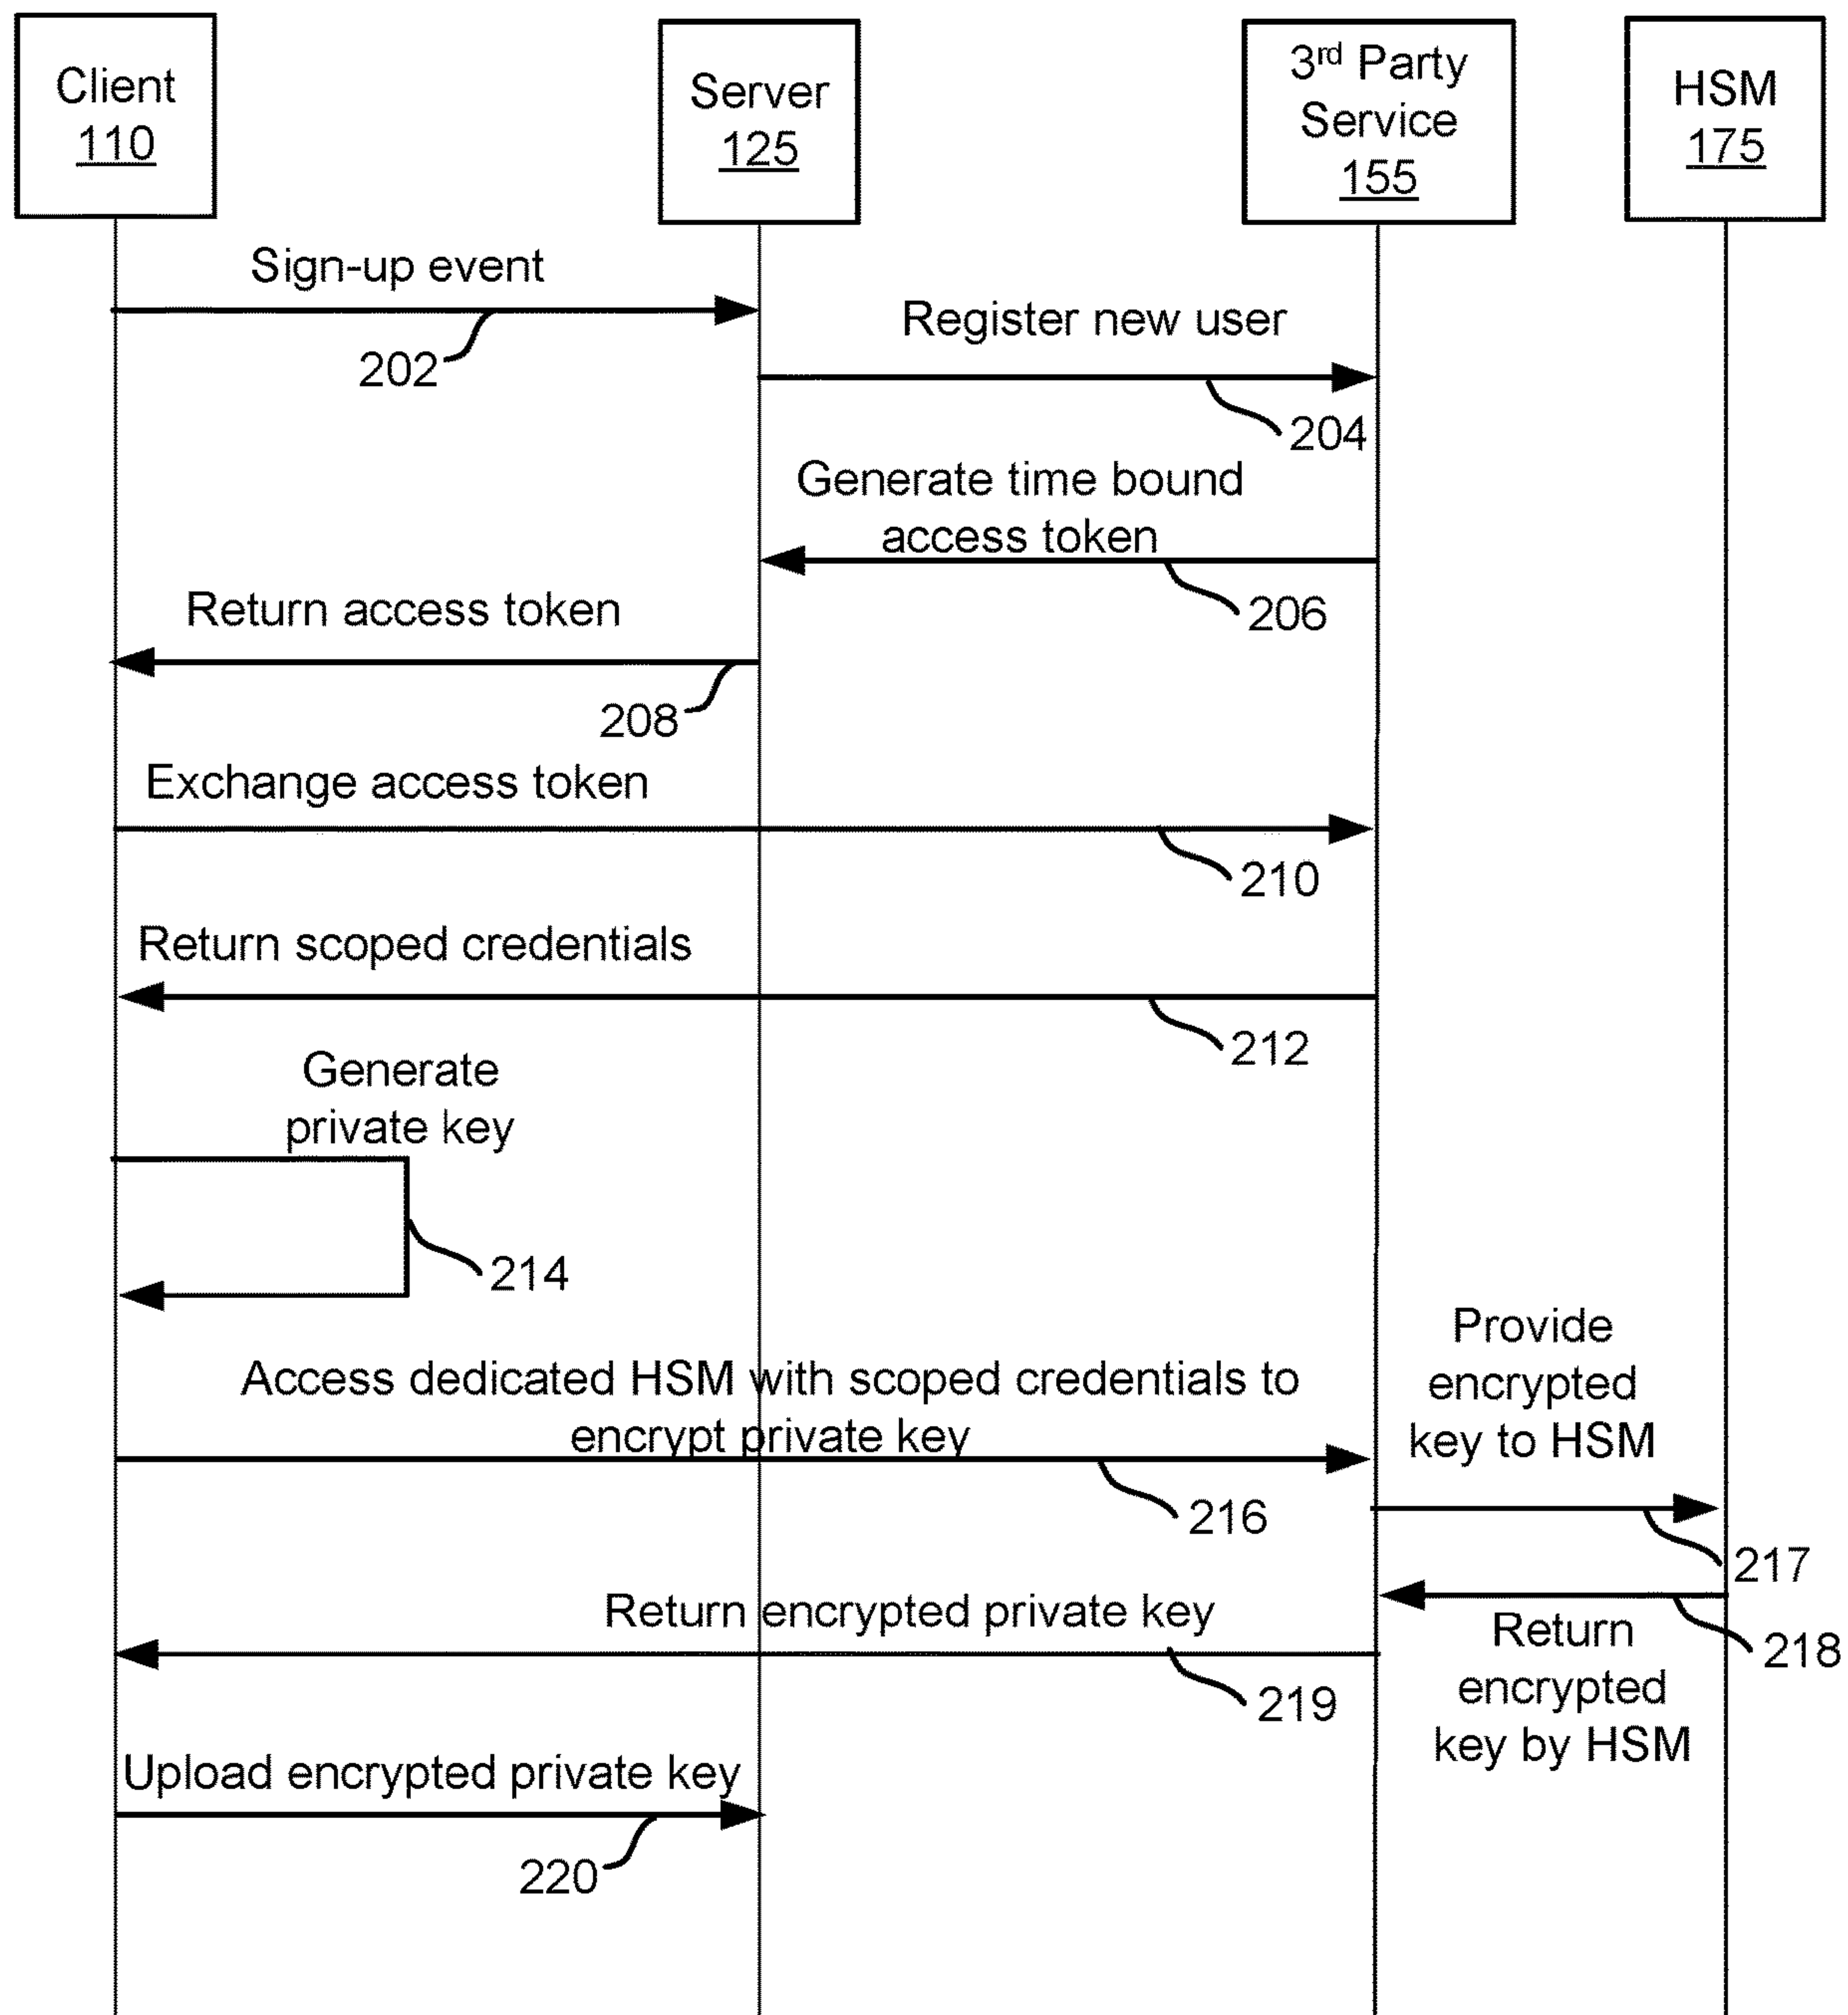 Client
110
Server
125
3rd Party
Service
155
HSM
175
Sign-up event
202
Register new user
204
Generate time bound
access token
206
Return access token
208
Exchange access token
210
Return scoped credentials
212
Generate
private key
214
Access dedicated HSM with scoped credentials to
encrypt private key
216
Provide
encrypted
key to HSM
217
Return
encrypted
key by HSM
218
Return encrypted private key
219
Upload encrypted private key
220